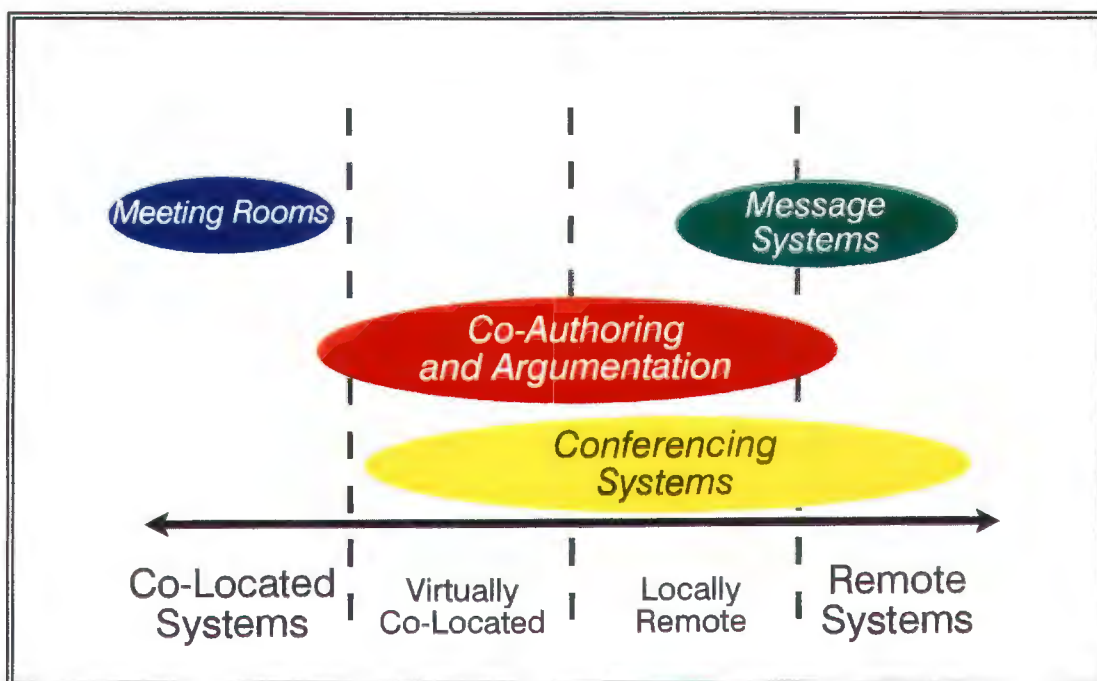 Meeting Rooms
Message
Systems
Co-Authoring
and Argumentation
Conferencing
Systems
Co-Located
Systems
Virtually
Co-Located
Locally
Remote
Remote
Systems